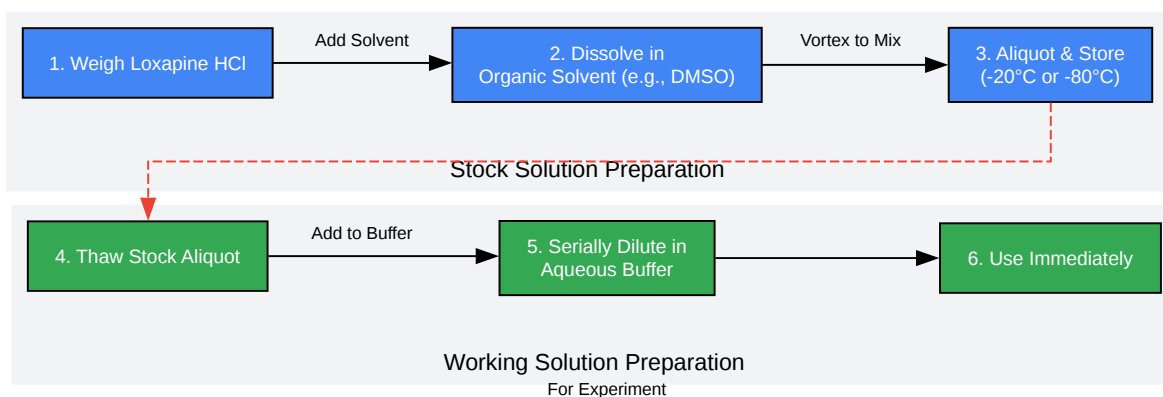 1. Weigh Loxapine HCl
Add Solvent
2. Dissolve in
Organic Solvent (e.g., DMSO)
Vortex to Mix
3. Aliquot & Store
(-20°C or -80°C)
Stock Solution Preparation
4. Thaw Stock Aliquot
Add to Buffer
5. Serially Dilute in
Aqueous Buffer
6. Use Immediately
Working Solution Preparation
For Experiment